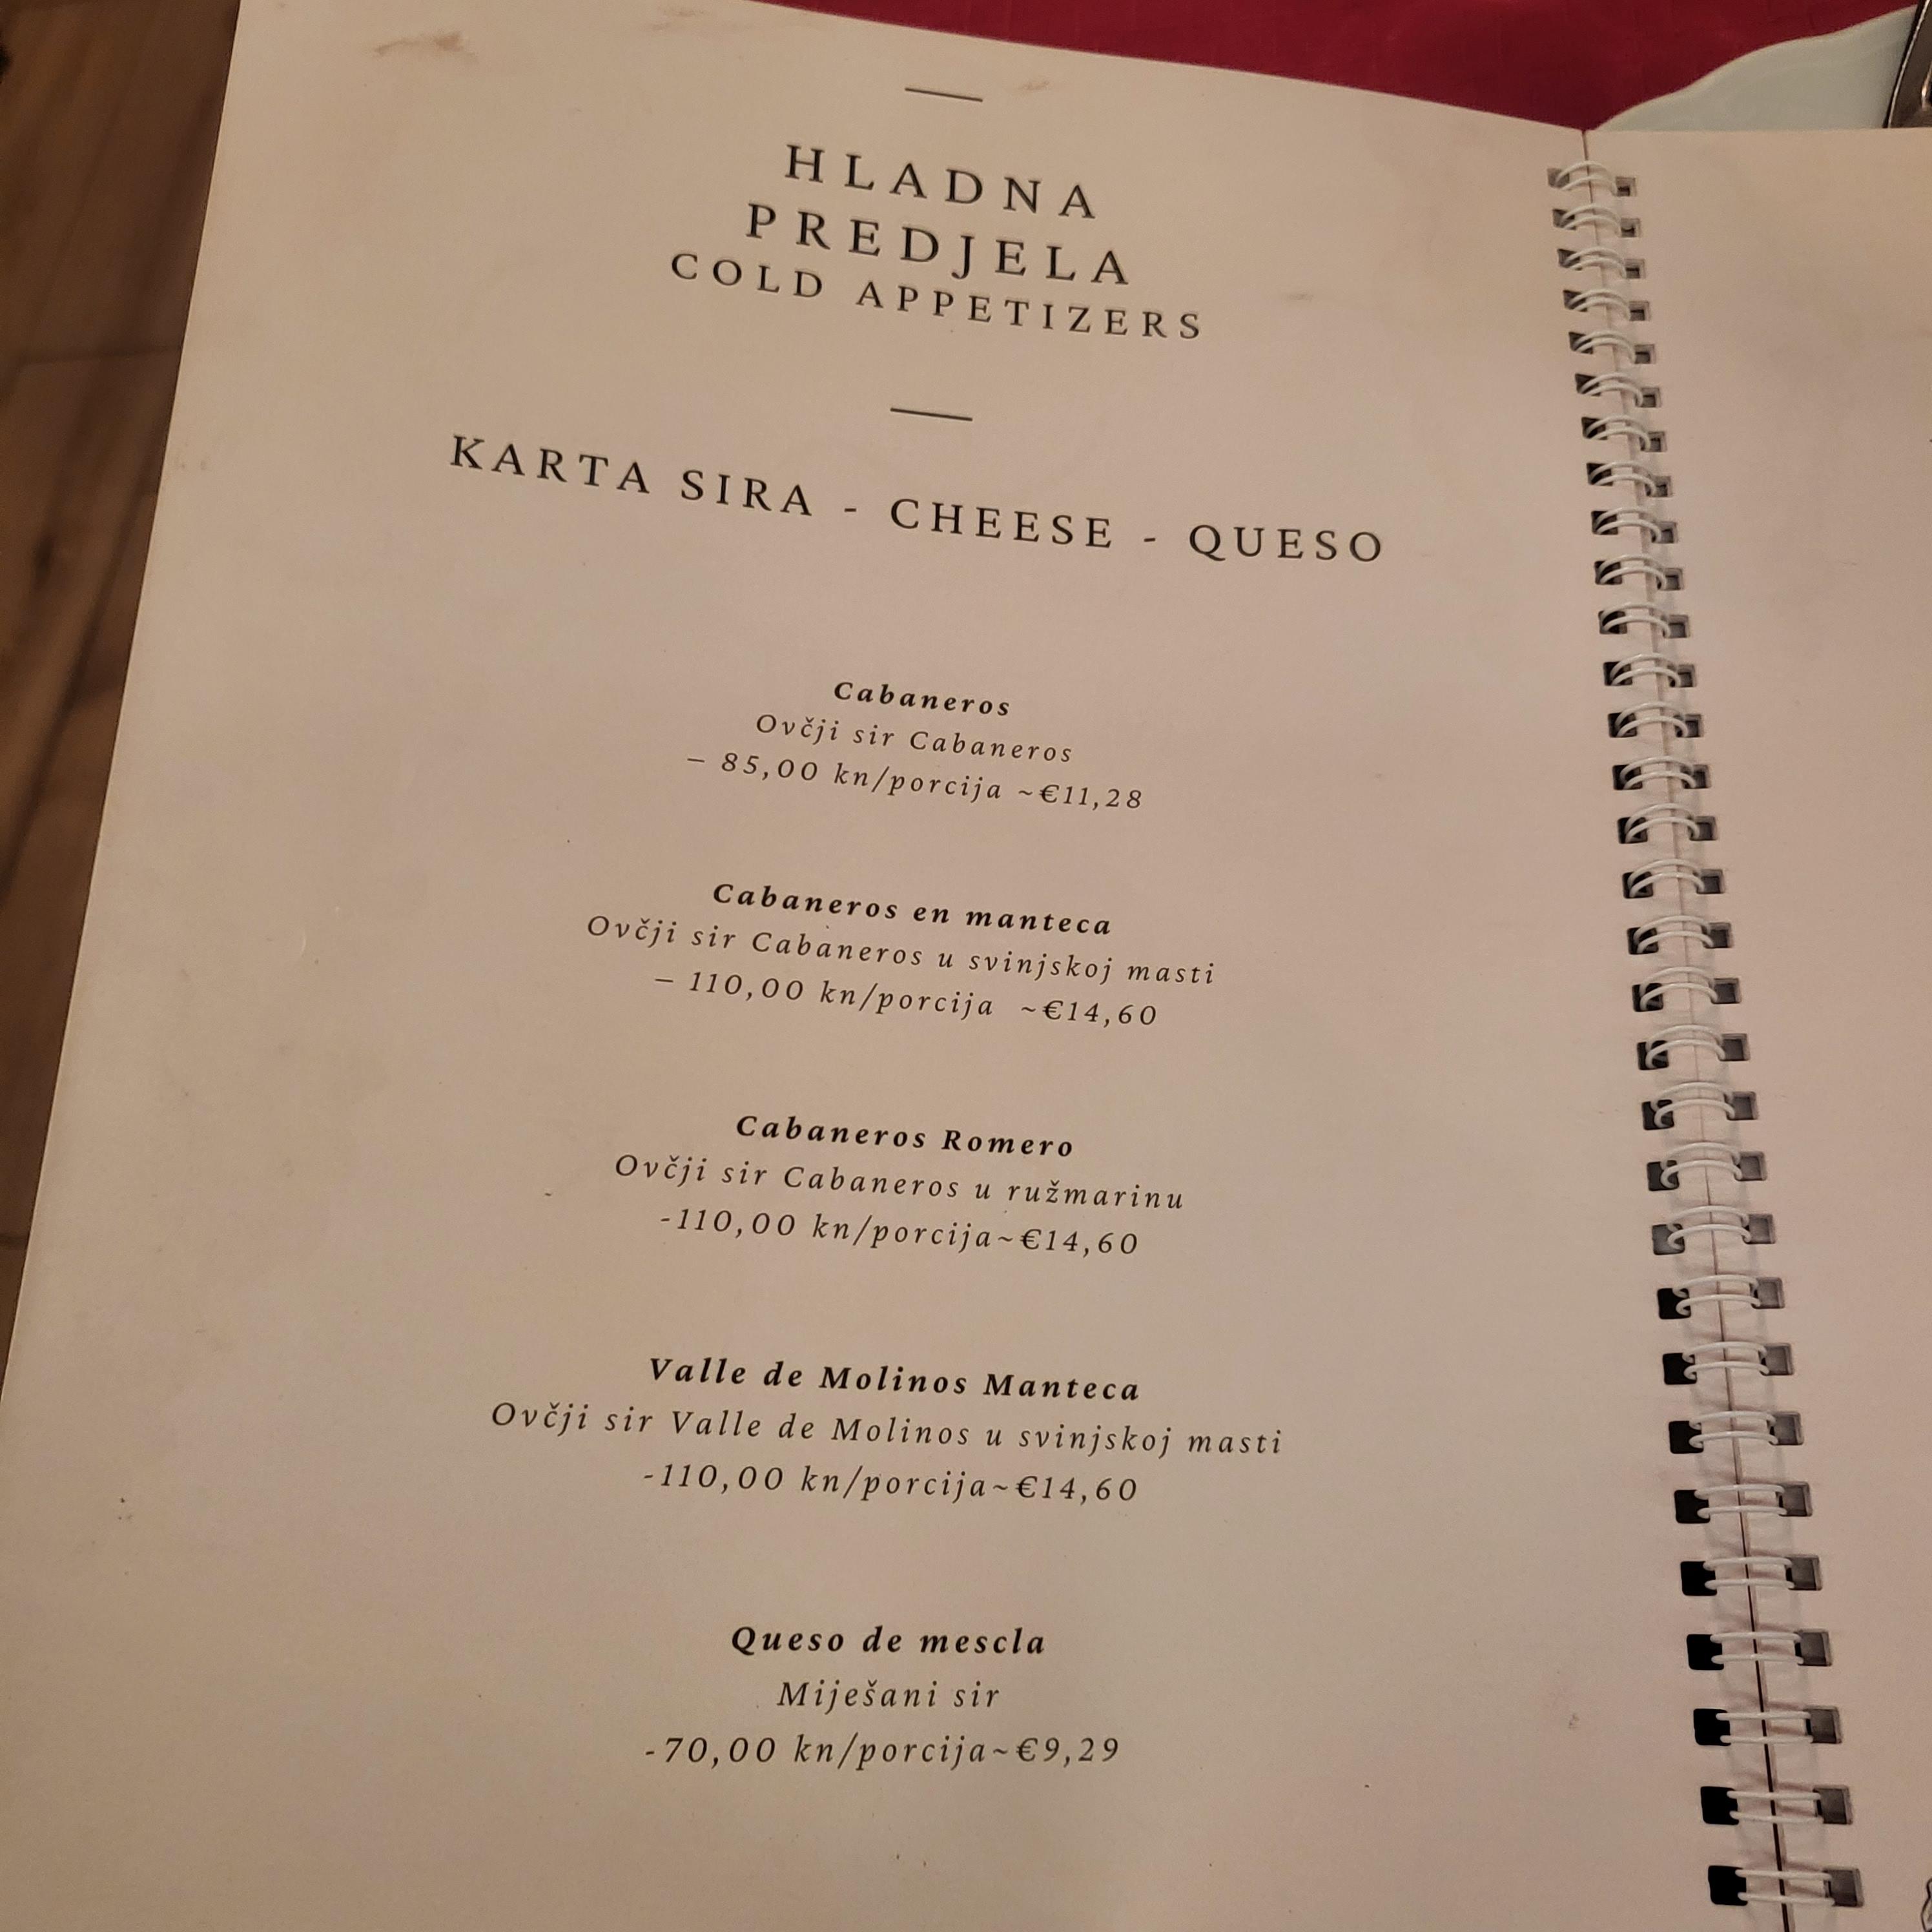 HLADNA
PREDJELA
COLD APPETIZERS
KARTA SIRA - CHEESE - QUESO
Cabaneros
Ovčji sir Cabaneros
– 85,00 kn/porcija ~€11,28
Cabaneros en manteca
Ovčji sir Cabaneros u svinjskoj masti
– 110,00 kn/porcija ~€14,60
Cabaneros Romero
Ovčji sir Cabaneros u ružmarinu
-110,00 kn/porcija~€14,60
Valle de Molinos Manteca
Ovčji sir Valle de Molinos u svinjskoj masti
-110,00 kn/porcija~€14,60
Queso de mescla
Miješani sir
-70,00 kn/porcija~€9,29